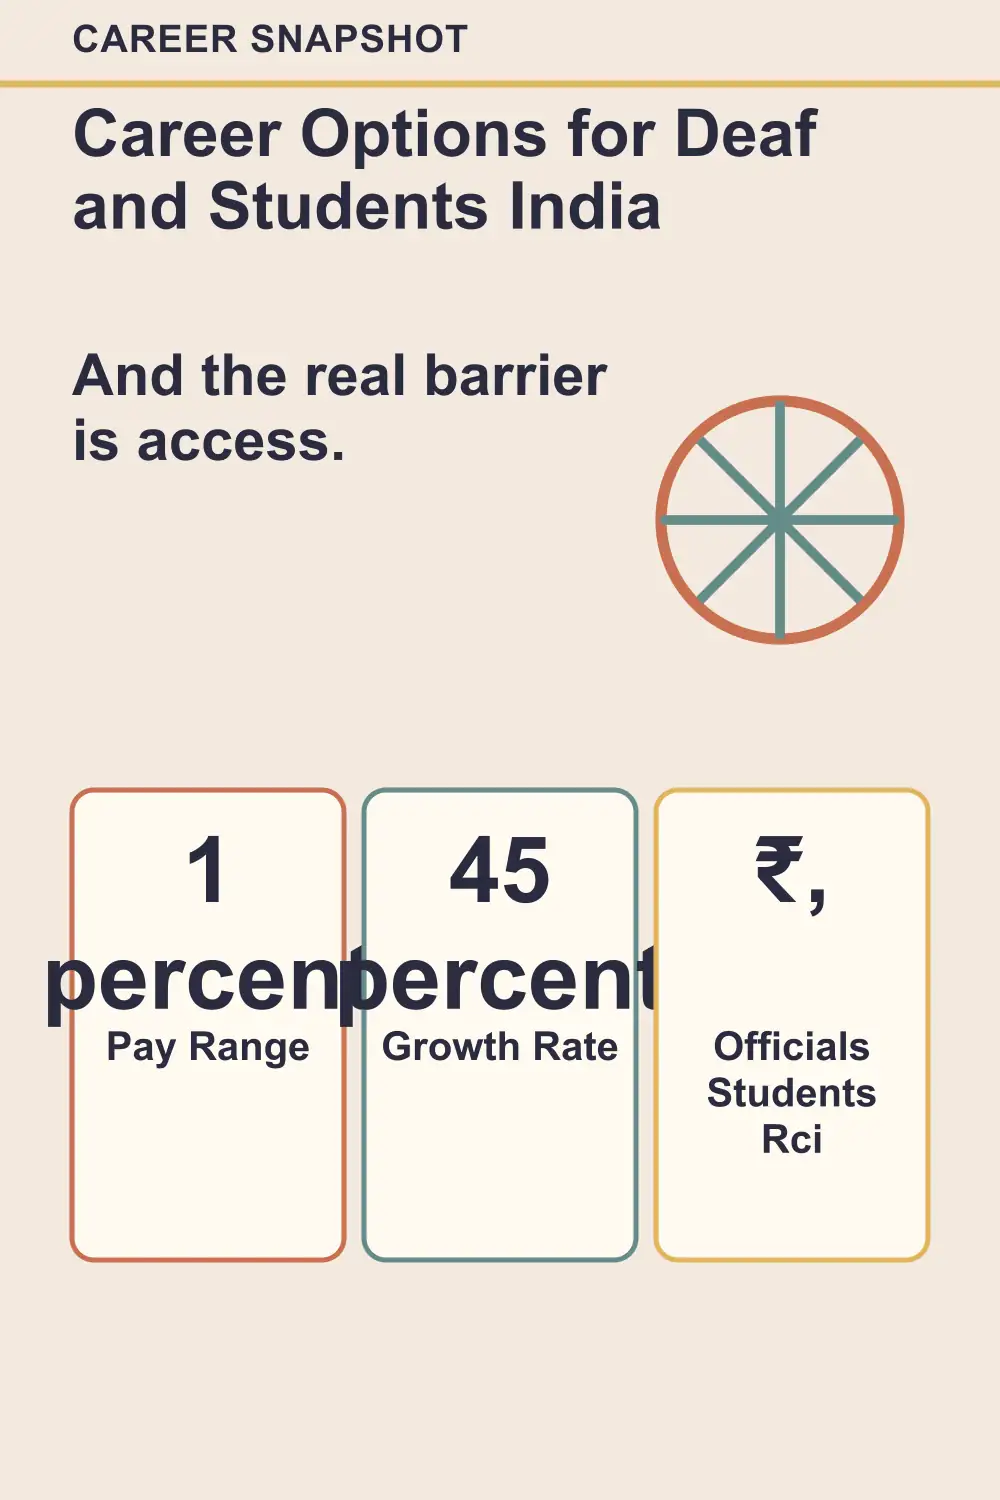 CAREER SNAPSHOT
Career Options for Deaf
and Students India
And the real barrier
is access.
1
percent
Pay Range
45
percent
Growth Rate
₹,
Officials
Students
Rci